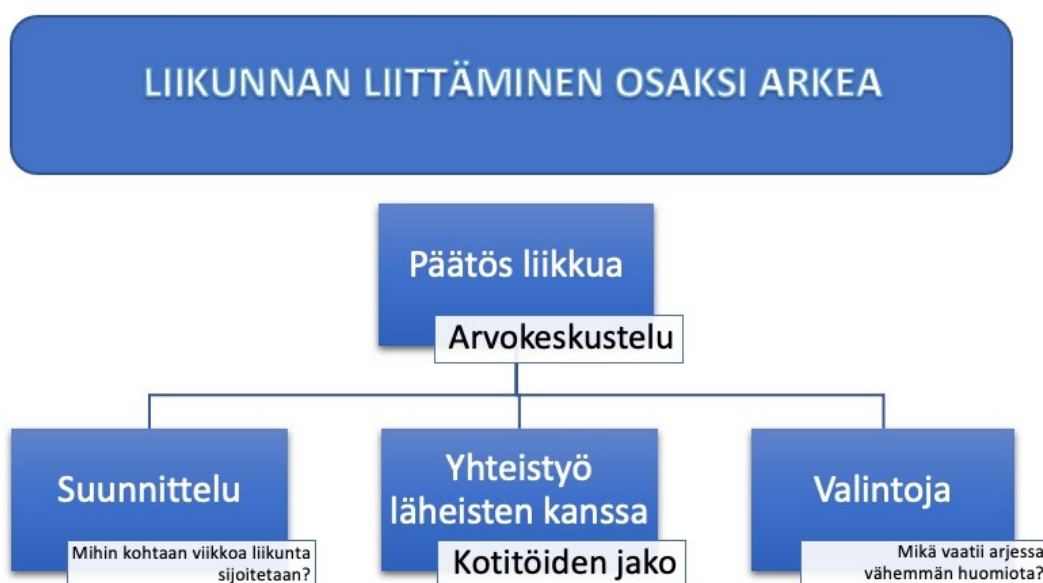 LIIKUNNAN LIITTÄMINEN OSAKSI ARKEA
Päätös liikkua
Arvokeskustelu
Suunnittelu
Mihin kohtaan viikkoa liikunta
sijoitetaan?
Yhteistyö
läheisten kanssa
Kotitöiden jako
Valintoja
Mikä vaatii arjessa
vähemmän huomiota?